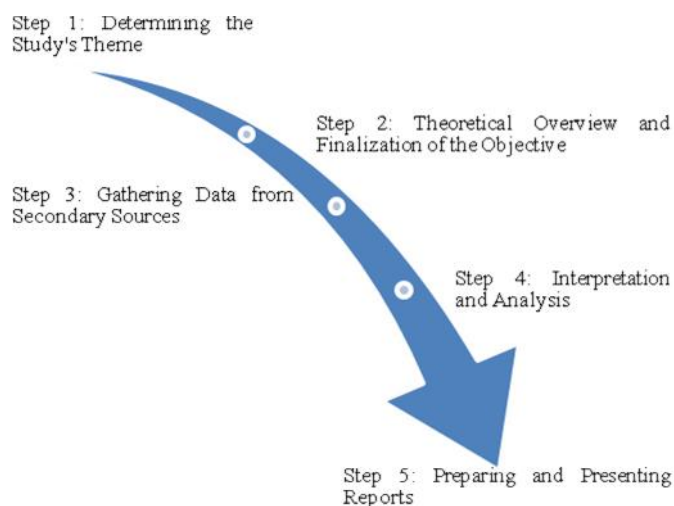 Step 1: Determining the
Study's Theme
Step 2: Theoretical Overview and
Finalization of the Objective
Step 3: Gathering Data from
Secondary Sources
Step 4: Interpretation
and Analysis
Step 5: Preparing and Presenting
Reports